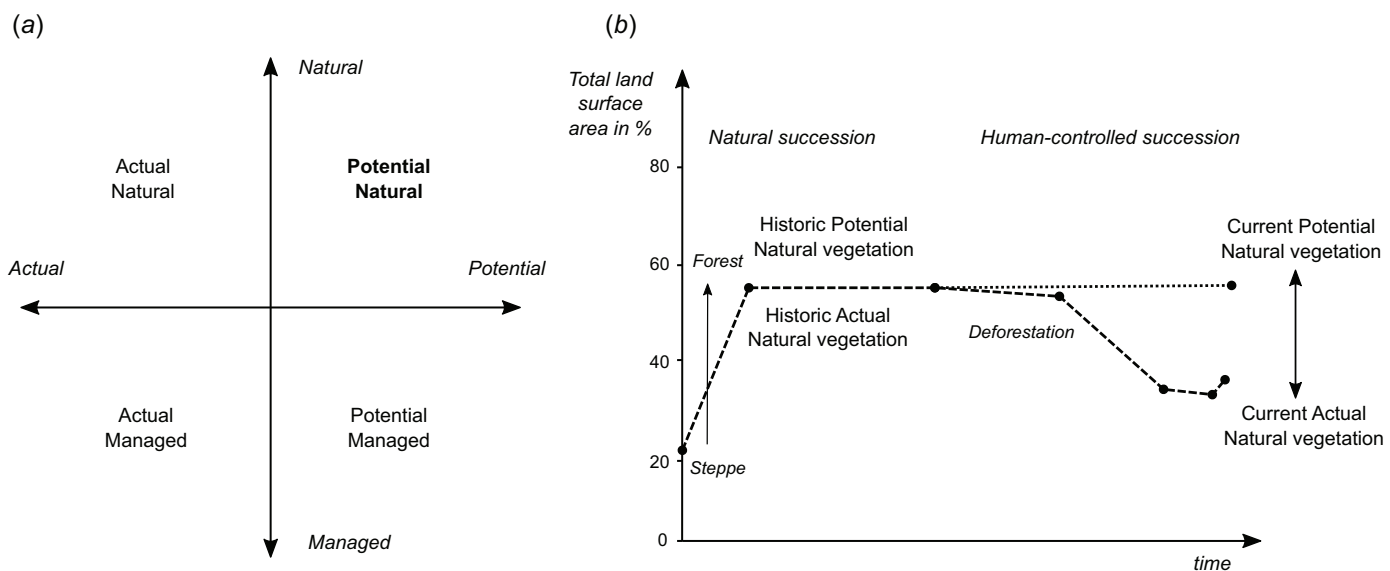 (a)
Natural
Actual
Natural
Potential
Natural
Actual
Potential
Actual
Managed
Potential
Managed
Managed
(b)
Total land
surface
area in %
Natural succession
Human-controlled succession
80
60
40
20
0
Historic Potential
Natural vegetation
Forest
Historic Actual
Natural vegetation
Deforestation
Steppe
Current Potential
Natural vegetation
Current Actual
Natural vegetation
time